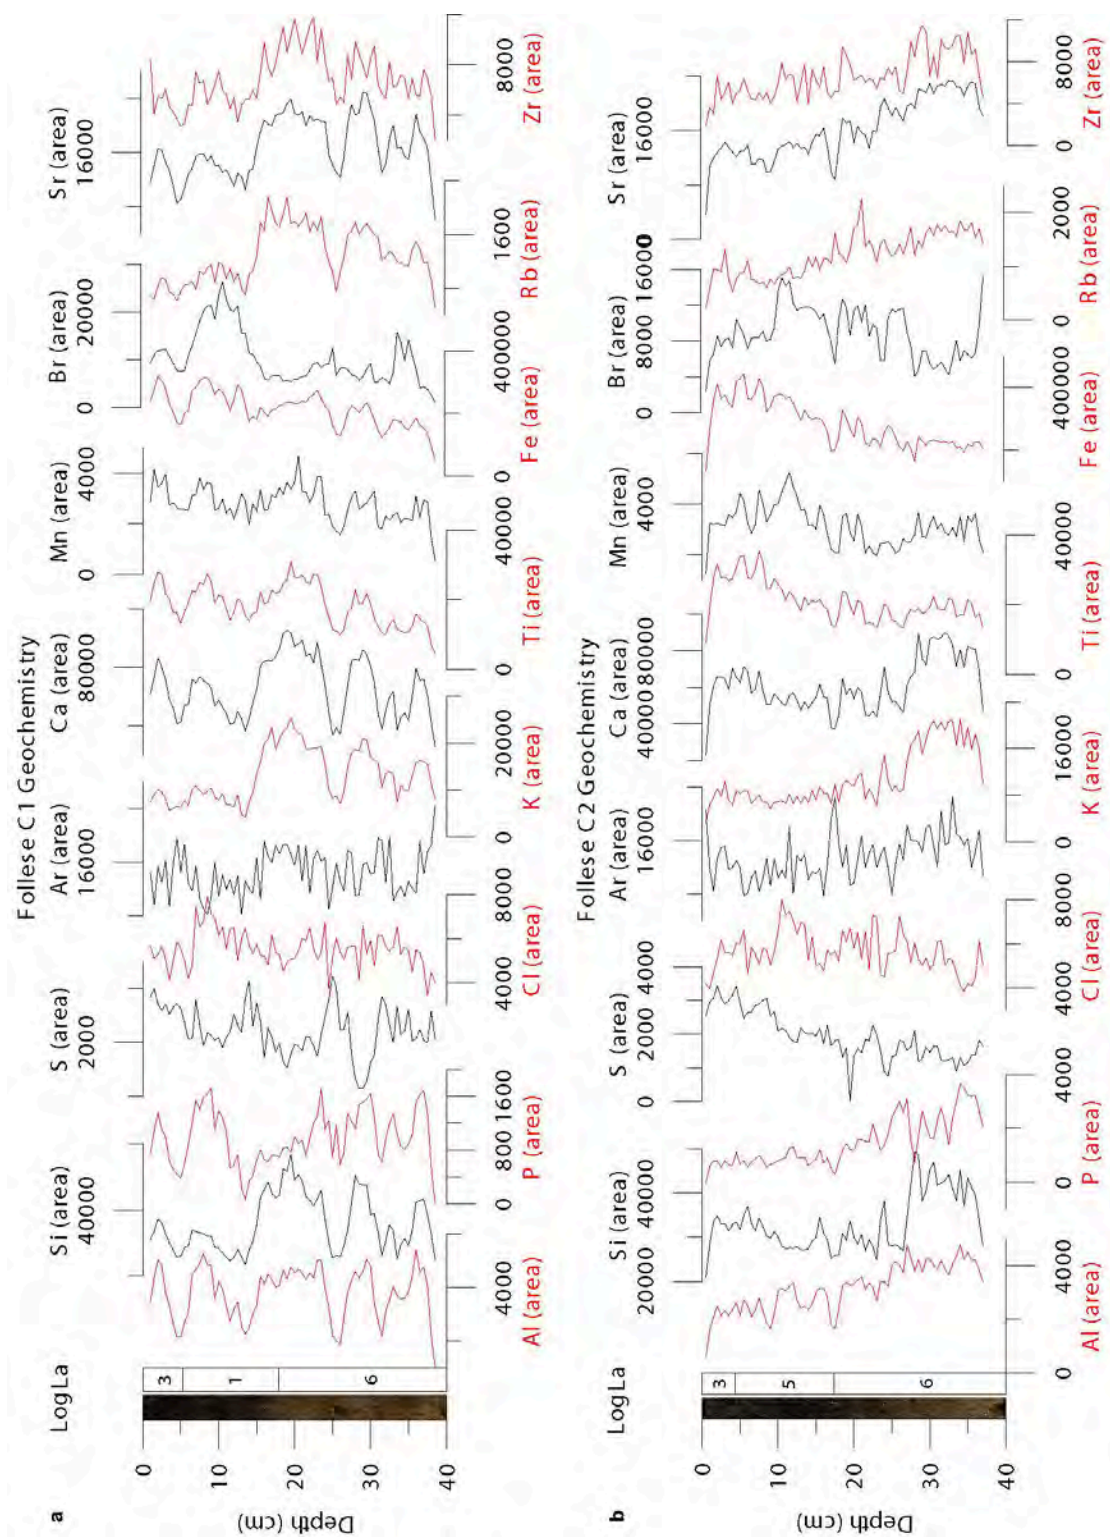 a
Follese C1 Geochemistry
Log La
Si (area)
S (area)
Ar (area)
Ca (area)
Mn (area)
Br (area)
Sr (area)
40000
2000
16000
80000
0 4000
0 20000
16000
Depth (cm)
0
10
20
30
40
3
1
6
4000
0 800 1600
4000 8000
0 20000
0 40000
0 400000
1600
8000
Al (area)
P (area)
Cl (area)
K (area)
Ti (area)
Fe (area)
Rb (area)
Zr (area)
b
Follese C2 Geochemistry
Log La
Si (area)
S (area)
Ar (area)
Ca (area)
Mn (area)
Br (area)
Sr (area)
20000 40000
0 2000 4000
16000
40000 80000
4000
0 8000 16000
0
16000
Depth (cm)
0
10
20
30
40
3
5
6
0 4000
0 4000
4000 8000
0 16000
0 40000
400000
0 2000
0 8000
Al (area)
P (area)
Cl (area)
K (area)
Ti (area)
Fe (area)
Rb (area)
Zr (area)